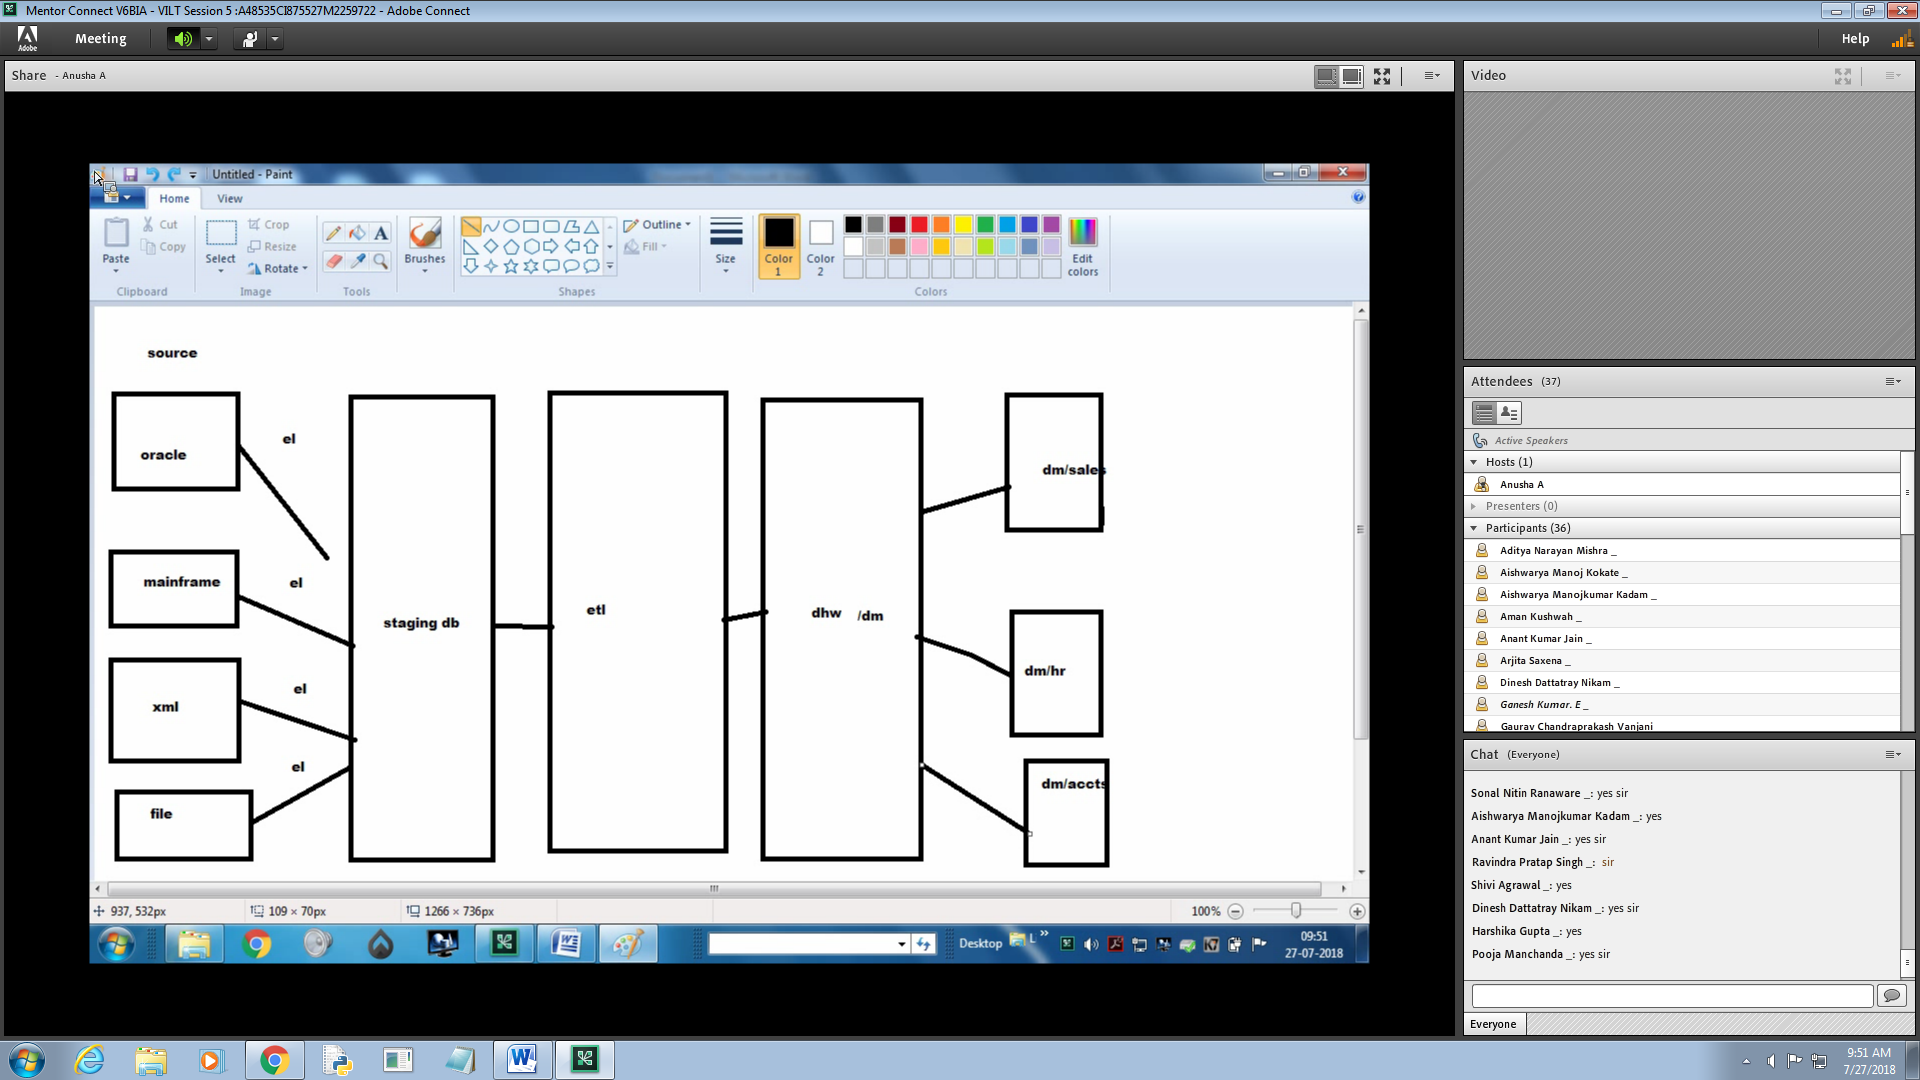 Mentor Connect V6BIA - VILT Session 5 :A48535CI875527M2259722 - Adobe Connect
Adobe
Meeting
Help
Share - Anusha A
Untitled - Paint
Home View
Paste
Cut
Copy
Clipboard
Select
Crop
Resize
Rotate
Image
A
Tools
Brushes
Outline
Fill
Shapes
Size
Color 1
Color 2
Edit colors
Colors
source
oracle
el
mainframe
el
xml
el
file
el
staging db
etl
dhw /dm
dm/sales
dm/hr
dm/accts
937, 532px
109 × 70px
1266 × 736px
100%
Desktop
L
09:51
27-07-2018
Video
Attendees (37)
Active Speakers
Hosts (1)
Anusha A
Presenters (0)
Participants (36)
Aditya Narayan Mishra _
Aishwarya Manoj Kokate _
Aishwarya Manojkumar Kadam _
Aman Kushwah _
Anant Kumar Jain _
Arjita Saxena _
Dinesh Dattatray Nikam _
Ganesh Kumar. E _
Gaurav Chandraprakash Vanjani
Chat (Everyone)
Sonal Nitin Ranaware _: yes sir
Aishwarya Manojkumar Kadam _: yes
Anant Kumar Jain _: yes sir
Ravindra Pratap Singh _: sir
Shivi Agrawal _: yes
Dinesh Dattatray Nikam _: yes sir
Harshika Gupta _: yes
Pooja Manchanda _: yes sir
Everyone
9:51 AM
7/27/2018